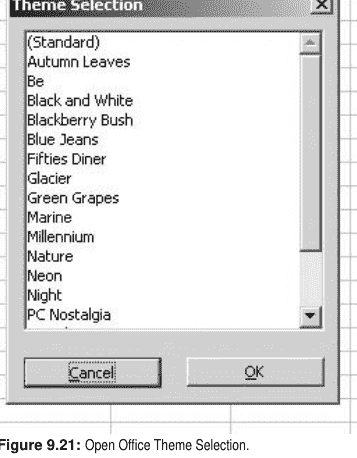 Theme Selection
(Standard)
Autumn Leaves
Be
Black and White
Blackberry Bush
Blue Jeans
Fifties Diner
Glacier
Green Grapes
Marine
Millennium
Nature
Neon
Night
PC Nostalgia
Cancel
OK
Figure 9.21: Open Office Theme Selection.